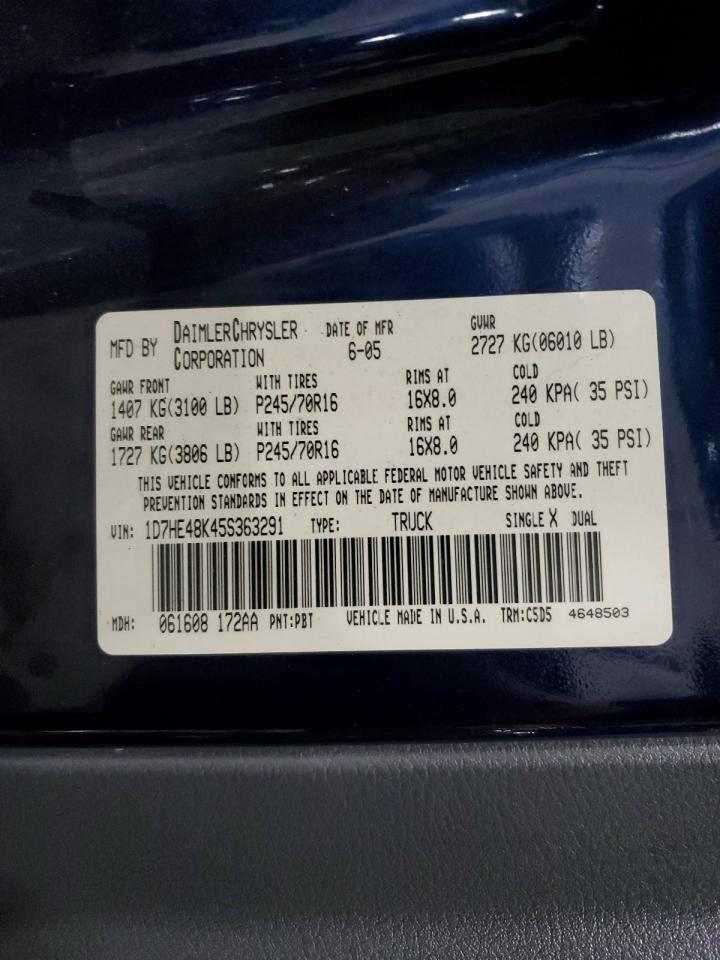 MFD BY DAIMLERCHRYSLER CORPORATION DATE OF MFR 6-05 GVWR 2727 KG(06010 LB)
GAWR FRONT WITH TIRES RIMS AT COLD
1407 KG(3100 LB) P245/70R16 16X8.0 240 KPA( 35 PSI)
GAWR REAR WITH TIRES RIMS AT COLD
1727 KG(3806 LB) P245/70R16 16X8.0 240 KPA( 35 PSI)
THIS VEHICLE CONFORMS TO ALL APPLICABLE FEDERAL MOTOR VEHICLE SAFETY AND THEFT
PREVENTION STANDARDS IN EFFECT ON THE DATE OF MANUFACTURE SHOWN ABOVE.
VIN: 1D7HE48K45S363291 TYPE: TRUCK SINGLE X DUAL
MDH: 061608 172AA PNT:PBT VEHICLE MADE IN U.S.A. TRM:C5D5 4648503